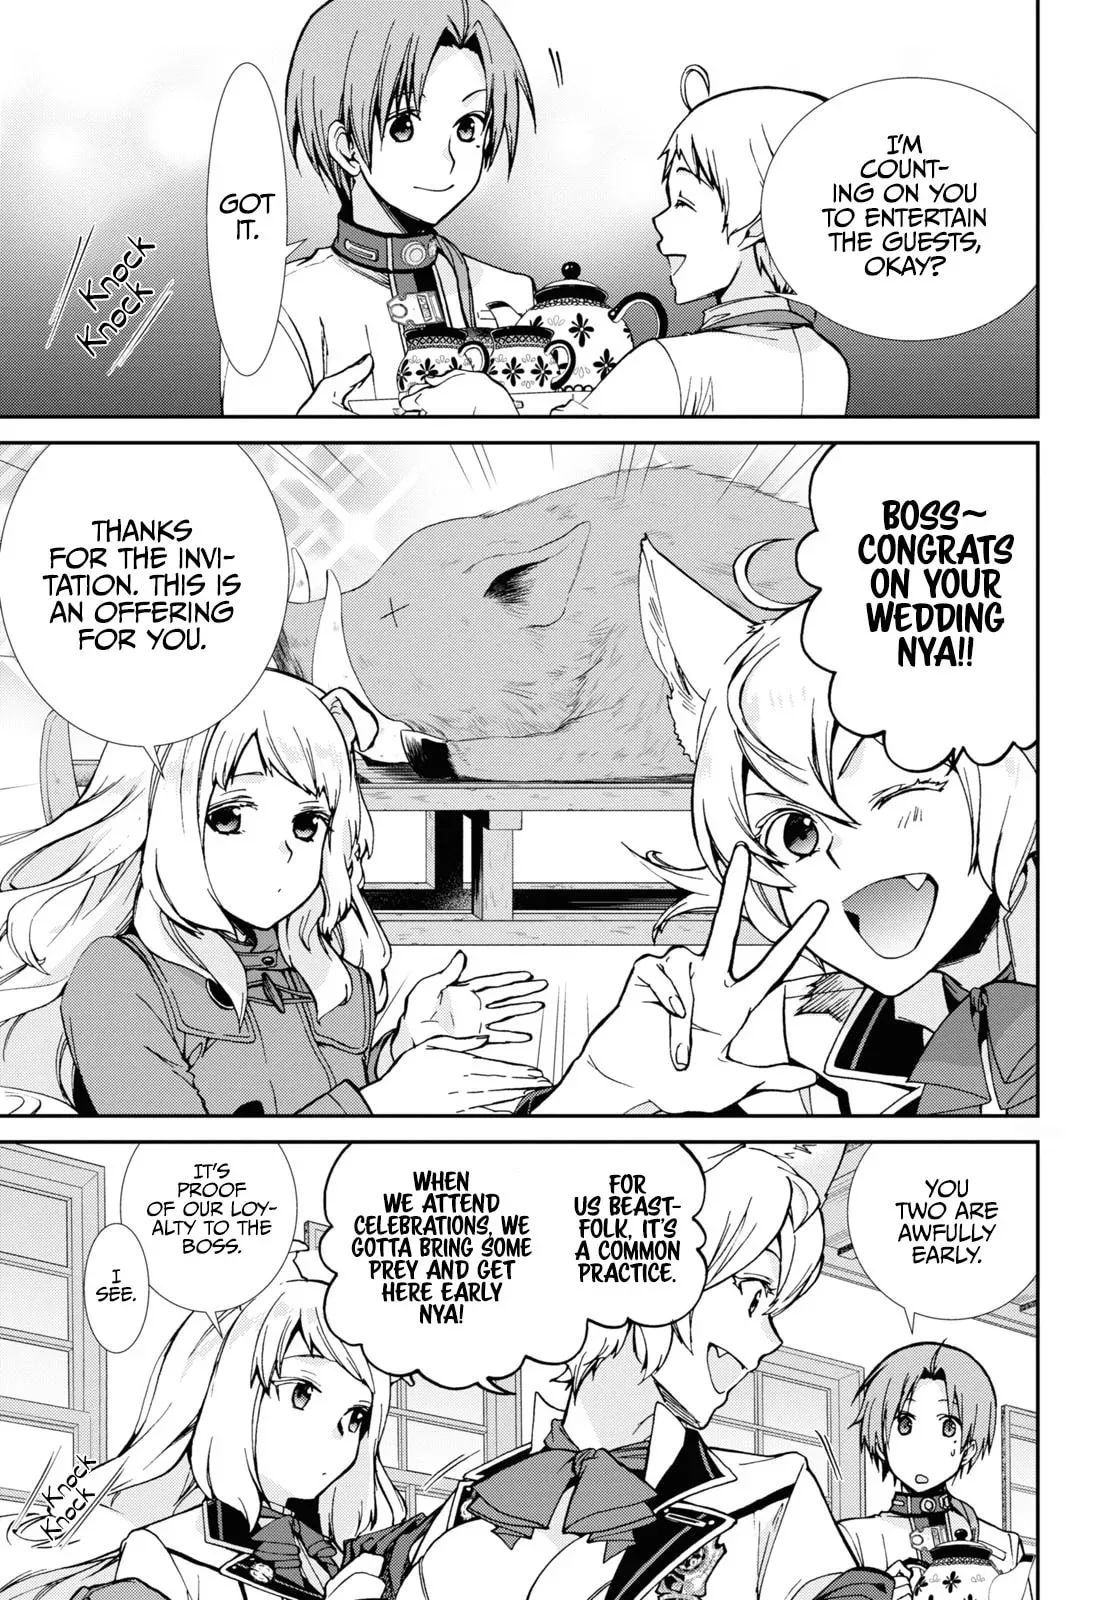 I'M
COUNT-
ING ON YOU
TO ENTERTAIN
THE GUESTS,
OKAY?
GOT
IT.
KNOCK
KNOCK
BOSS~
CONGRATS
ON YOUR
WEDDING
NYA!!
THANKS
FOR THE INVI-
TATION. THIS IS
AN OFFERING
FOR YOU.
YOU
TWO ARE
AWFULLY
EARLY.
FOR
US BEAST-
FOLK, IT'S
A COMMON
PRACTICE.
WHEN
WE ATTEND
CELEBRATIONS, WE
GOTTA BRING SOME
PREY AND GET
HERE EARLY
NYA!
IT'S
PROOF
OF OUR LOY-
ALTY TO THE
BOSS.
I
SEE.
KNOCK
KNOCK